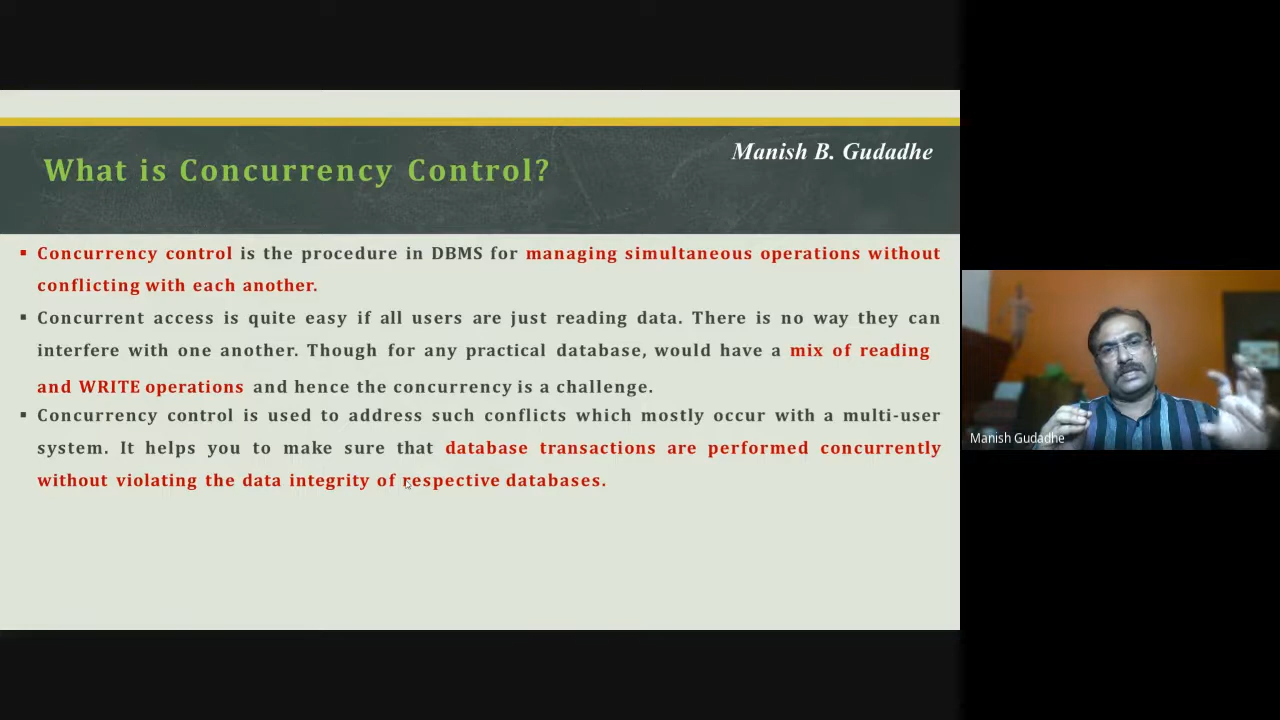 Manish B. Gudadhe
What is Concurrency Control?
▪ Concurrency control is the procedure in DBMS for managing simultaneous operations without
conflicting with each another.
▪ Concurrent access is quite easy if all users are just reading data. There is no way they can
interfere with one another. Though for any practical database, would have a mix of reading
and WRITE operations and hence the concurrency is a challenge.
▪ Concurrency control is used to address such conflicts which mostly occur with a multi-user
system. It helps you to make sure that database transactions are performed concurrently
without violating the data integrity of respective databases.
Manish Gudadhe